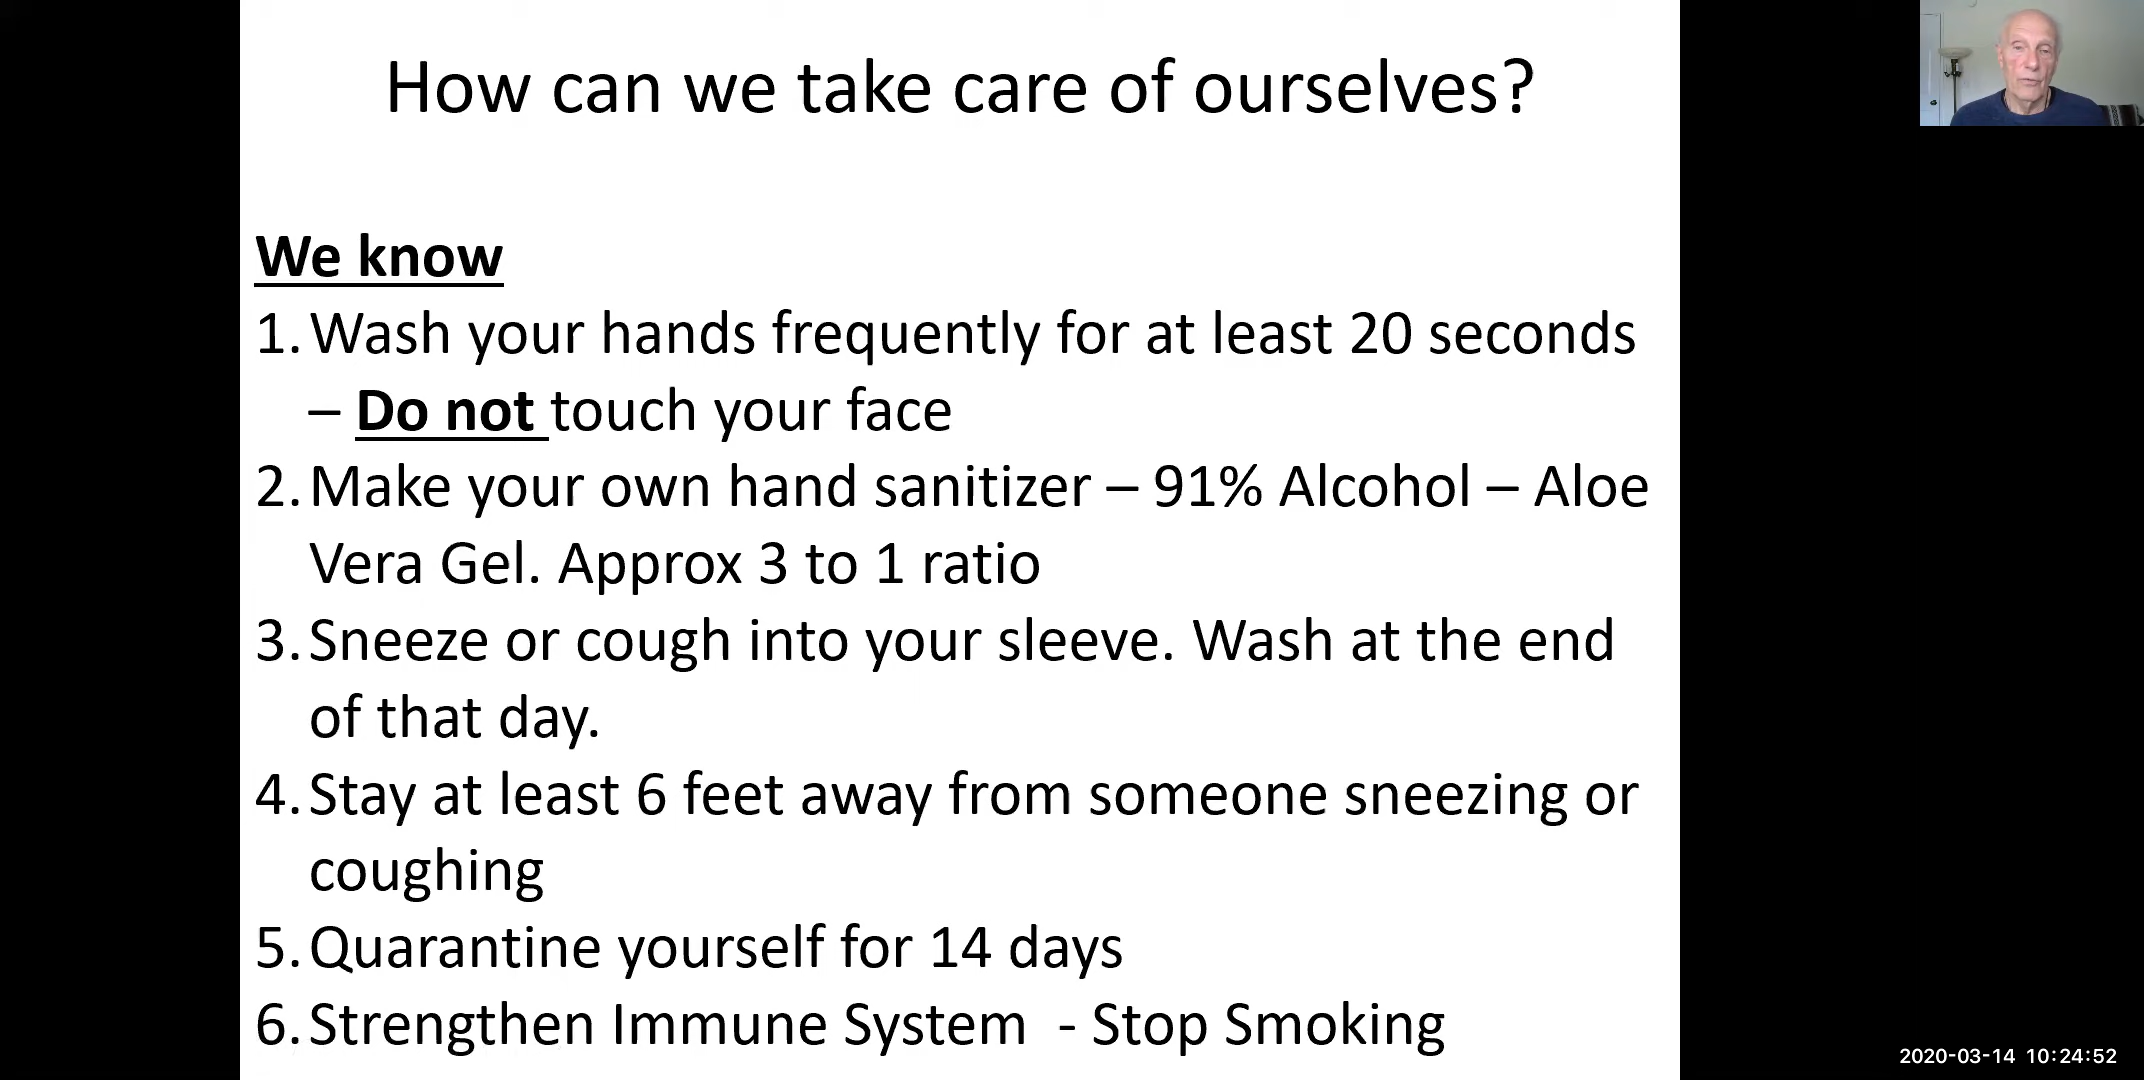 How can we take care of ourselves?
We know
1. Wash your hands frequently for at least 20 seconds
– Do not touch your face
2. Make your own hand sanitizer – 91% Alcohol – Aloe
Vera Gel. Approx 3 to 1 ratio
3. Sneeze or cough into your sleeve. Wash at the end
of that day.
4. Stay at least 6 feet away from someone sneezing or
coughing
5. Quarantine yourself for 14 days
6. Strengthen Immune System  - Stop Smoking
2020-03-14 10:24:52